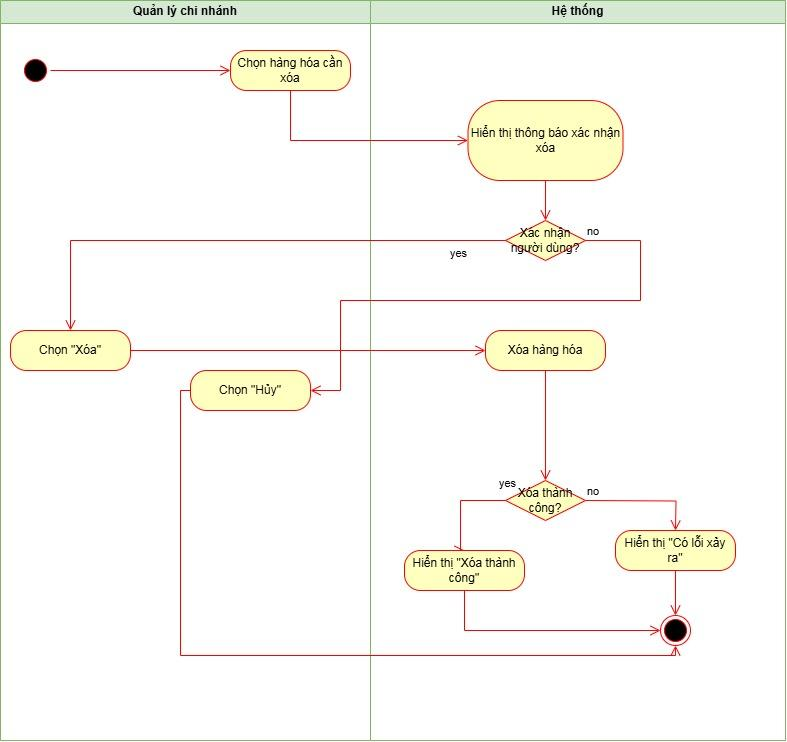 Quản lý chi nhánh
Hệ thống
Chọn hàng hóa cần
xóa
Hiển thị thông báo xác nhận
xóa
Xác nhận
người dùng?
no
yes
Chọn "Xóa"
Xóa hàng hóa
Chọn "Hủy"
yes
Xóa thành
công?
no
Hiển thị "Xóa thành
công"
Hiển thị "Có lỗi xảy
ra"